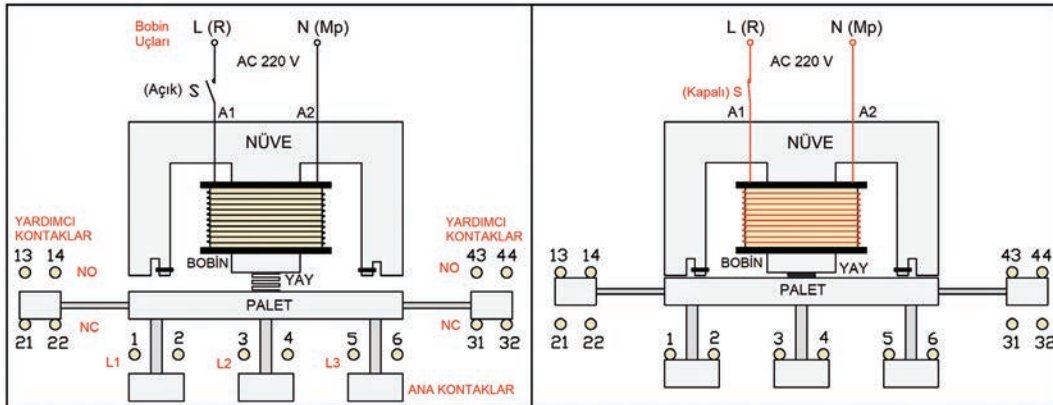 Bobin
Uçları
L (R)
N (Mp)
AC 220 V
(Açık) S
A1
A2
NÜVE
YARDIMCI
KONTAKLAR
13 14
NO
BOBİN
YAY
YARDIMCI
KONTAKLAR
43 44
NO
PALET
NC
21 22
NC
31 32
1 2
L1
3 4
L2
5 6
L3
ANA KONTAKLAR
L (R)
N (Mp)
AC 220 V
(Kapalı) S
A1
A2
NÜVE
13 14
BOBİN
YAY
43 44
PALET
21 22
31 32
1 2
3 4
5 6